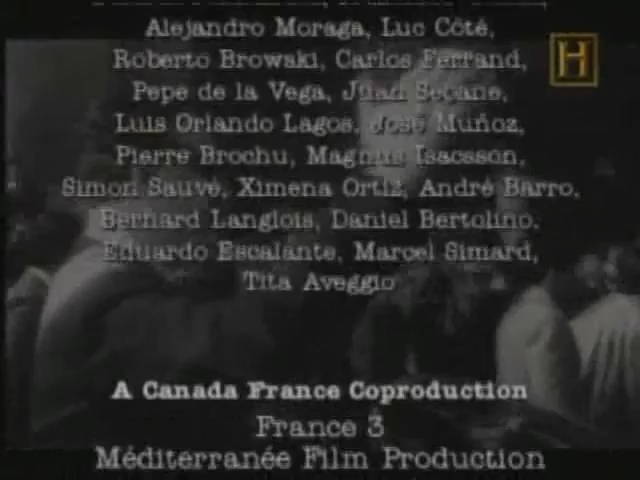 Alejandro Moraga, Luc Côté,
Roberto Browski, Carlos Ferrand,
Pepe de la Vega, Juan Seoane,
Luis Orlando Lagos, José Muñoz,
Pierre Brochu, Magnus Isacsson,
Simon Sauvé, Ximena Ortiz, André Barro,
Bernard Langlois, Daniel Bertolino,
Eduardo Escalante, Marcel Simard,
Tita Aveggio
H
A Canada France Coproduction
France 3
Méditerranée Film Production